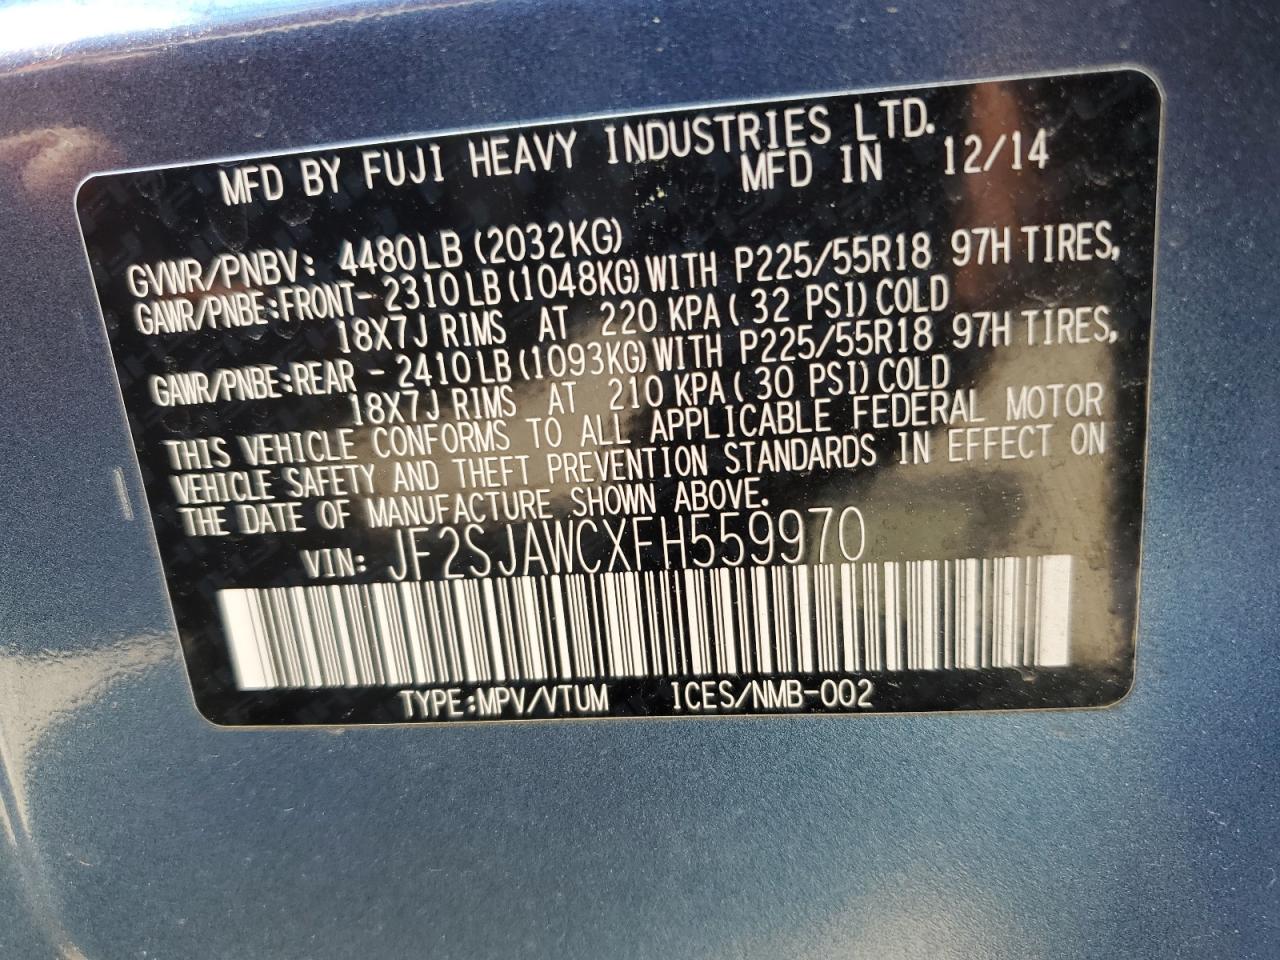 MFD BY FUJI HEAVY INDUSTRIES LTD.
MFD IN 12/14
GVWR/PNBV: 4480LB (2032KG)
GAWR/PNBE:FRONT- 2310LB (1048KG) WITH P225/55R18 97H TIRES,
18X7J RIMS AT 220 KPA ( 32 PSI) COLD
GAWR/PNBE:REAR - 2410LB (1093KG) WITH P225/55R18 97H TIRES,
18X7J RIMS AT 210 KPA ( 30 PSI) COLD
THIS VEHICLE CONFORMS TO ALL APPLICABLE FEDERAL MOTOR
VEHICLE SAFETY AND THEFT PREVENTION STANDARDS IN EFFECT ON
THE DATE OF MANUFACTURE SHOWN ABOVE.
VIN: JF2SJAWCXFH559970
TYPE:MPV/VTUM ICES/NMB-002